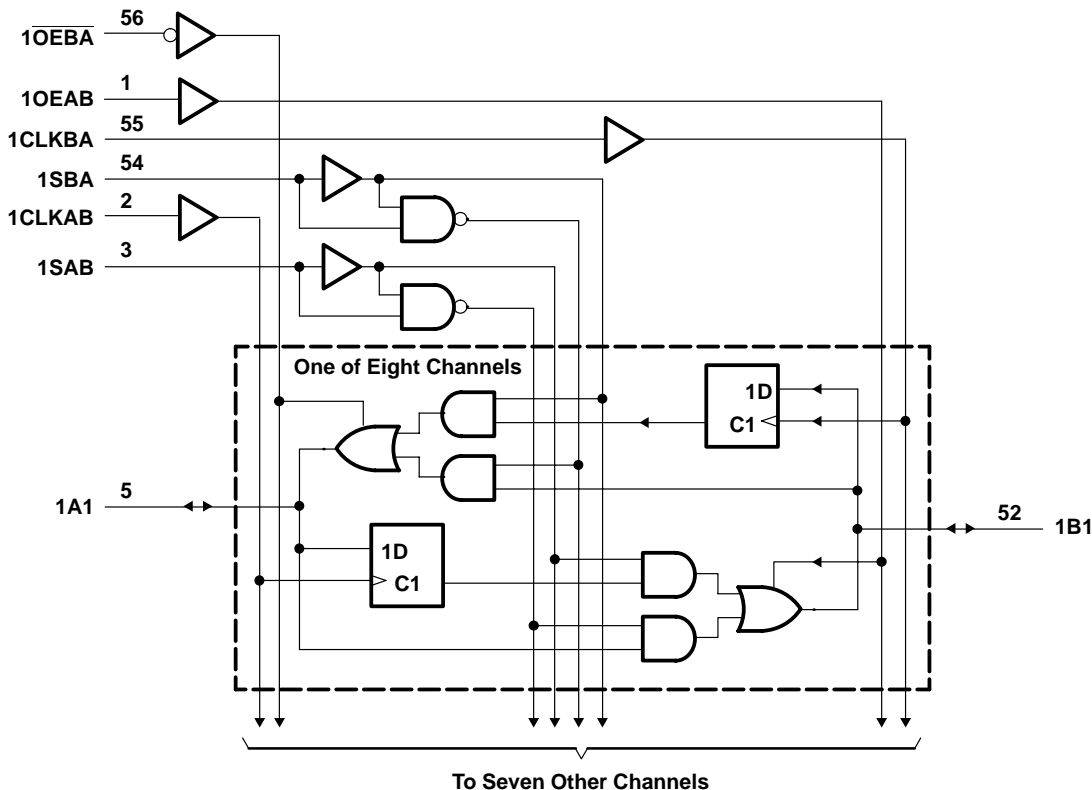 56
1O̅E̅B̅A̅
1
1OEAB
55
1CLKBA
54
1SBA
2
1CLKAB
3
1SAB
One of Eight Channels
1D
C1
5
1A1
52
1B1
1D
C1
To Seven Other Channels